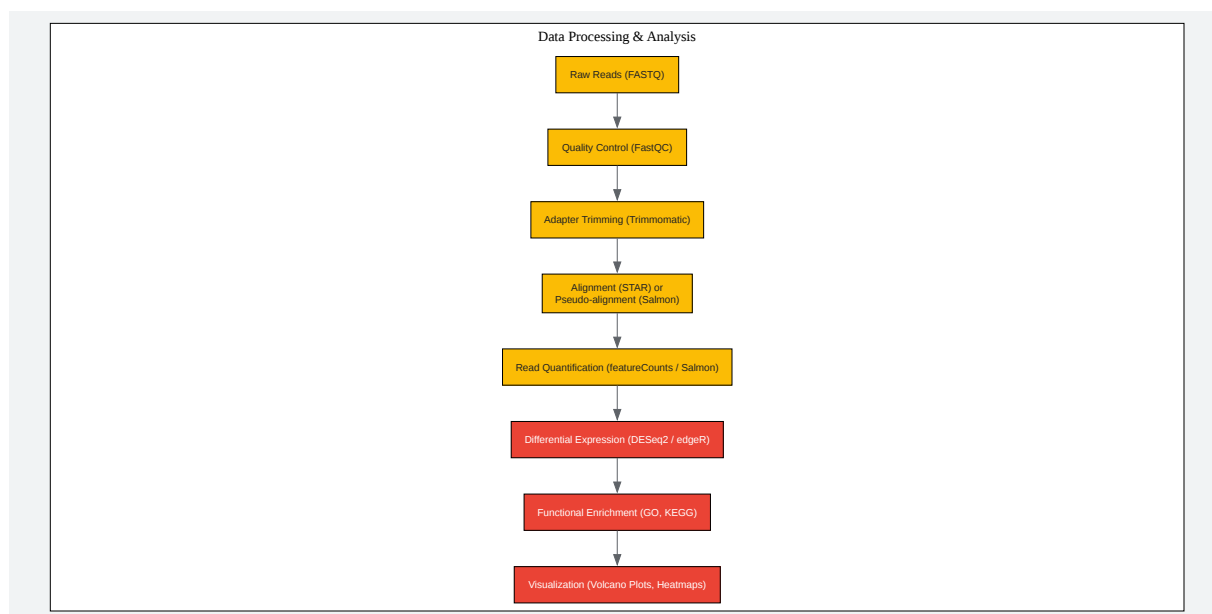 Data Processing & Analysis
Raw Reads (FASTQ)
Quality Control (FastQC)
Adapter Trimming (Trimmomatic)
Alignment (STAR) or
Pseudo-alignment (Salmon)
Read Quantification (featureCounts / Salmon)
Differential Expression (DESeq2 / edgeR)
Functional Enrichment (GO, KEGG)
Visualization (Volcano Plots, Heatmaps)